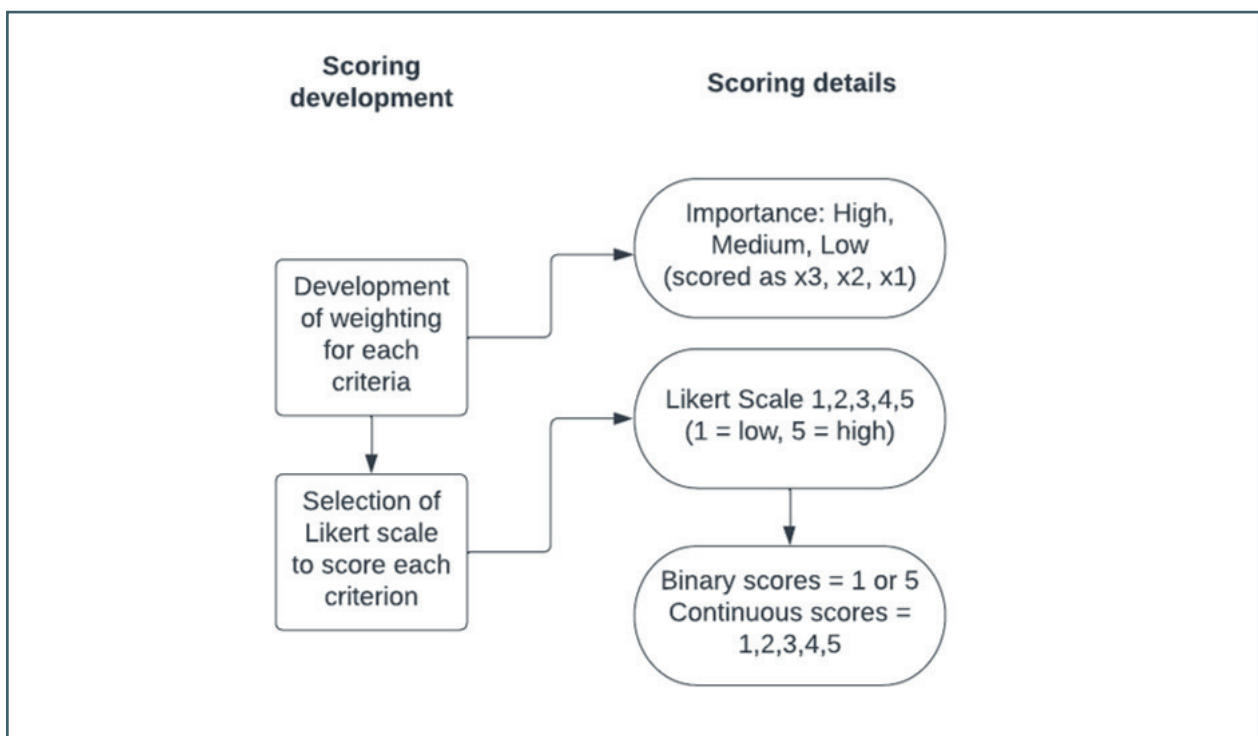 Scoring
development
Scoring details
Importance: High,
Medium, Low
(scored as x3, x2, x1)
Development
of weighting
for each
criteria
Likert Scale 1,2,3,4,5
(1 = low, 5 = high)
Selection of
Likert scale
to score each
criterion
Binary scores = 1 or 5
Continuous scores =
1,2,3,4,5